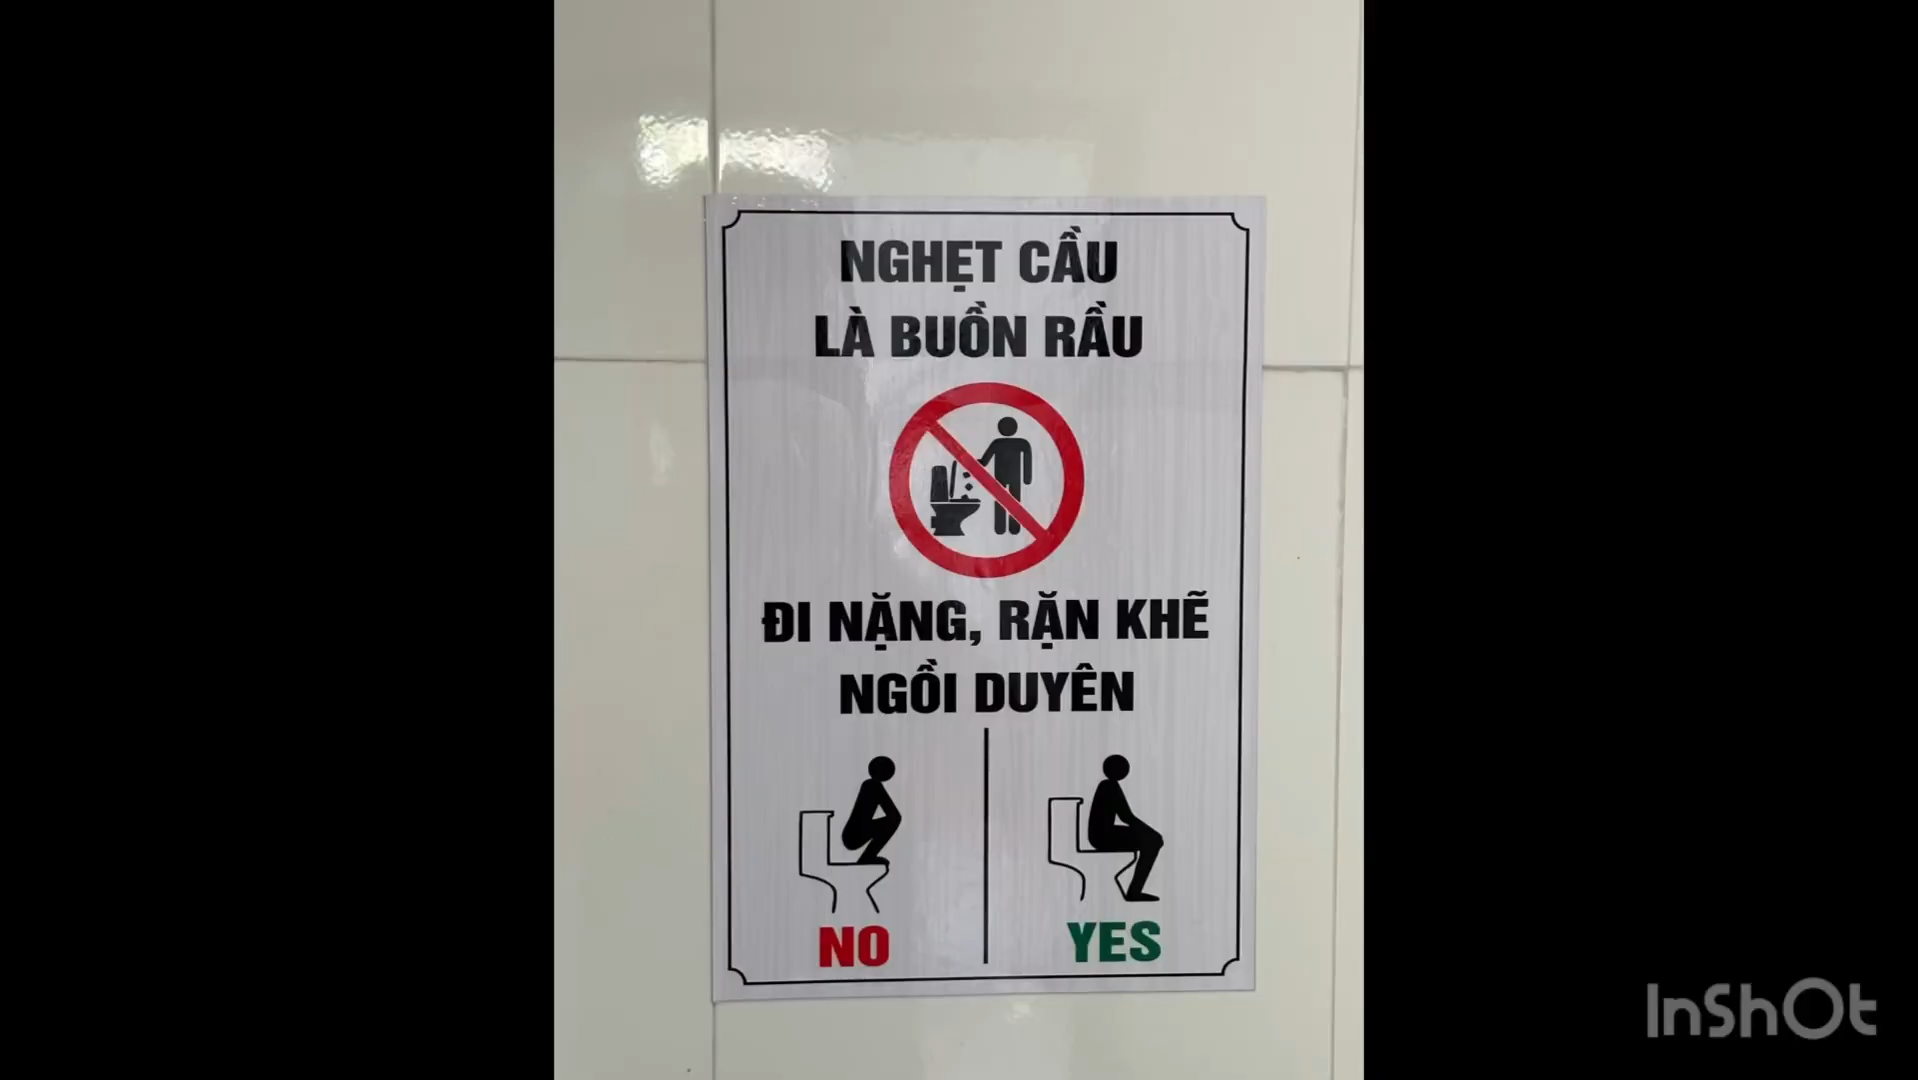 NGHẸT CẦU
LÀ BUỒN RẦU
ĐI NẶNG, RẶN KHẼ
NGỒI DUYÊN
NO
YES
InShOt